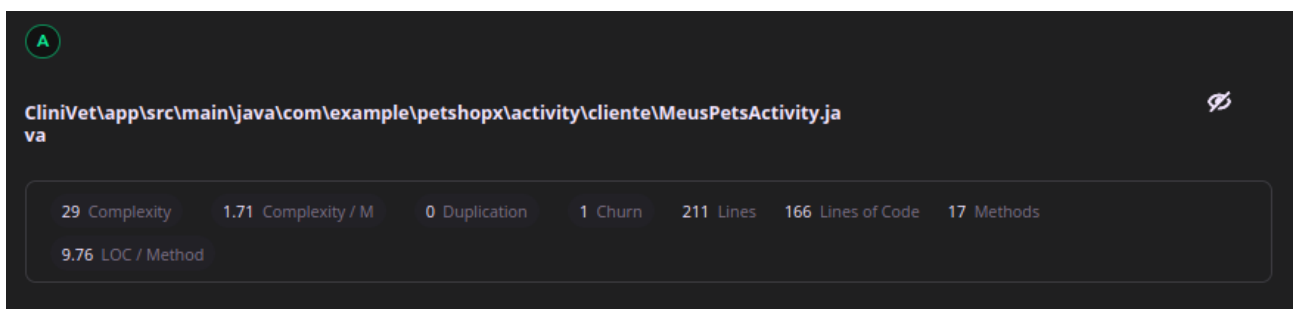 A
CliniVet\app\src\main\java\com\example\petshopx\activity\cliente\MeusPetsActivity.ja
va
29 Complexity 1.71 Complexity / M 0 Duplication 1 Churn 211 Lines 166 Lines of Code 17 Methods
9.76 LOC / Method